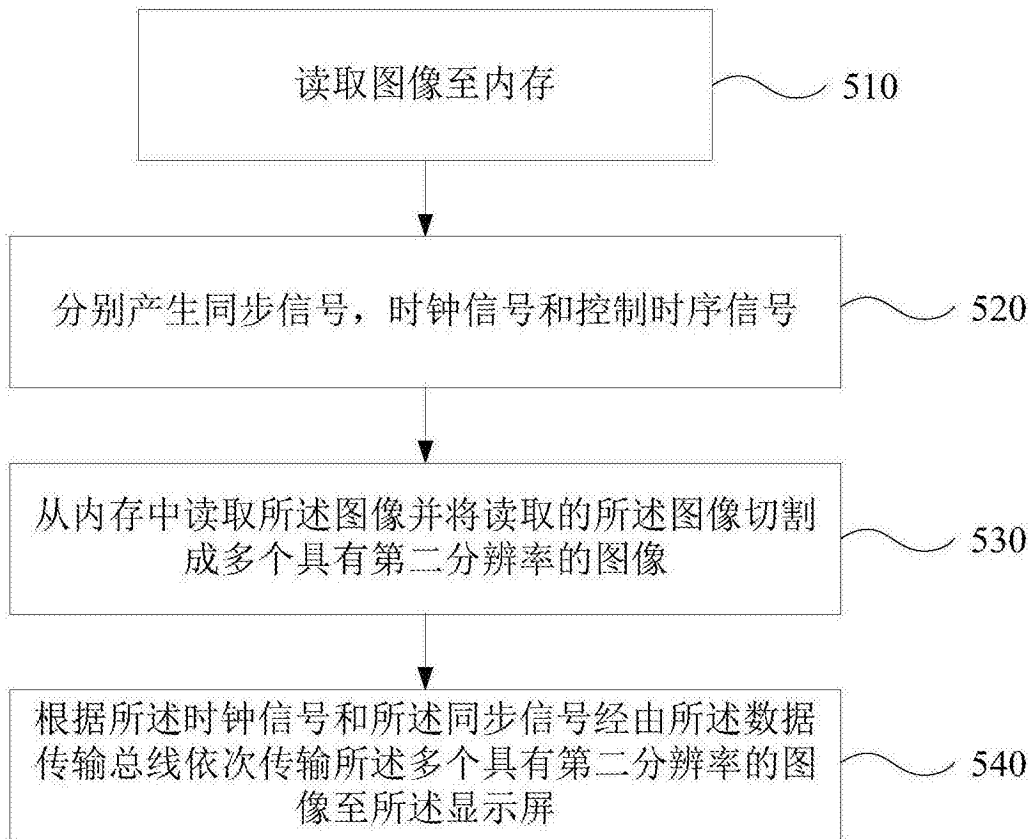 读取图像至内存
510
分别产生同步信号，时钟信号和控制时序信号
520
从内存中读取所述图像并将读取的所述图像切割
成多个具有第二分辨率的图像
530
根据所述时钟信号和所述同步信号经由所述数据
传输总线依次传输所述多个具有第二分辨率的图
像至所述显示屏
540